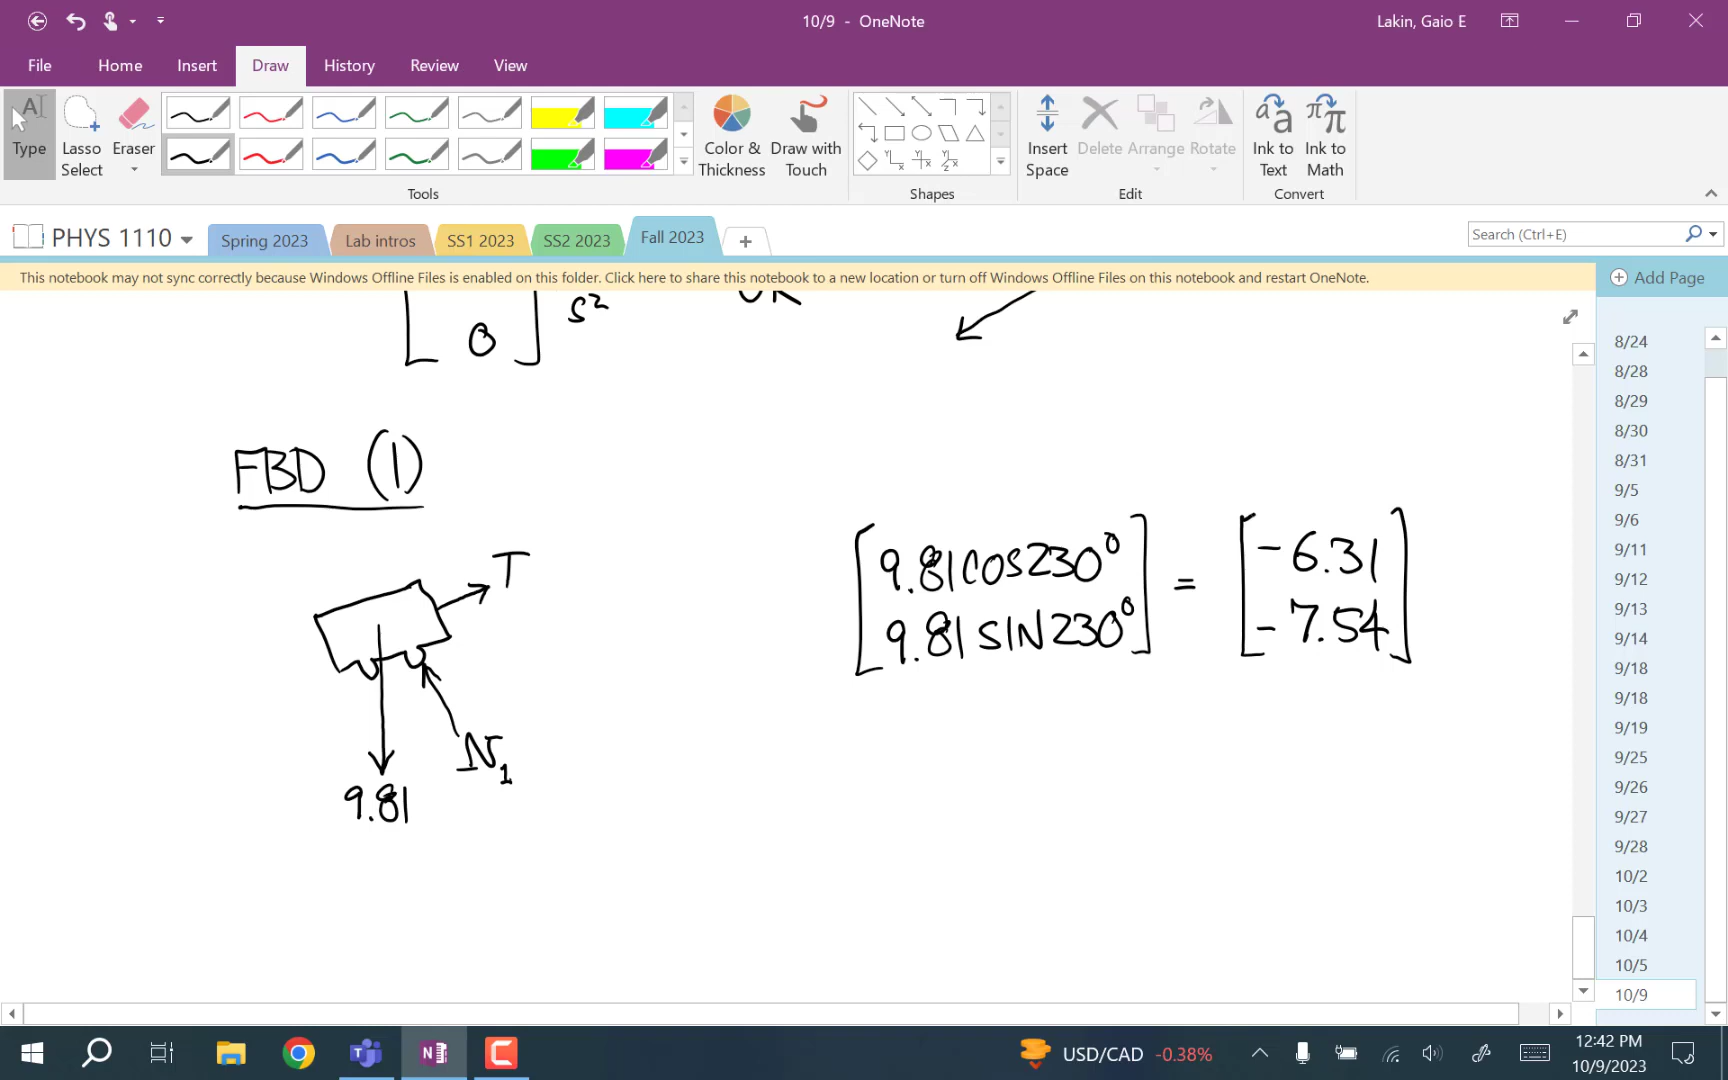 10/9 - OneNote
Lakin, Gaio E
File Home Insert Draw History Review View
Type
Lasso Select
Eraser
Color & Thickness
Draw with Touch
Insert Space
Delete
Arrange
Rotate
Ink to Text
Ink to Math
Tools
Shapes
Edit
Convert
PHYS 1110
Spring 2023
Lab intros
SS1 2023
SS2 2023
Fall 2023
Search (Ctrl+E)
This notebook may not sync correctly because Windows Offline Files is enabled on this folder. Click here to share this notebook to a new location or turn off Windows Offline Files on this notebook and restart OneNote.
Add Page
0
s²
FBD (1)
T
N₁
9.81
9.81cos230°
9.81 SIN230°
=
-6.31
-7.54
8/24
8/28
8/29
8/30
8/31
9/5
9/6
9/11
9/12
9/13
9/14
9/18
9/18
9/19
9/25
9/26
9/27
9/28
10/2
10/3
10/4
10/5
10/9
USD/CAD -0.38%
12:42 PM
10/9/2023